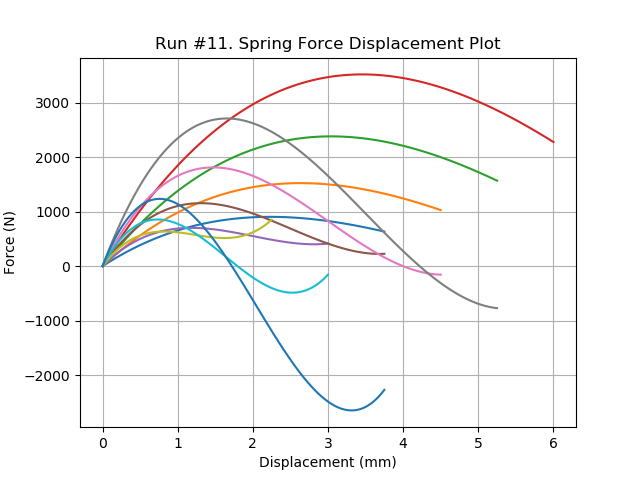 Run #11. Spring Force Displacement Plot
3000
2000
1000
0
−1000
−2000
Force (N)
0 1 2 3 4 5 6
Displacement (mm)